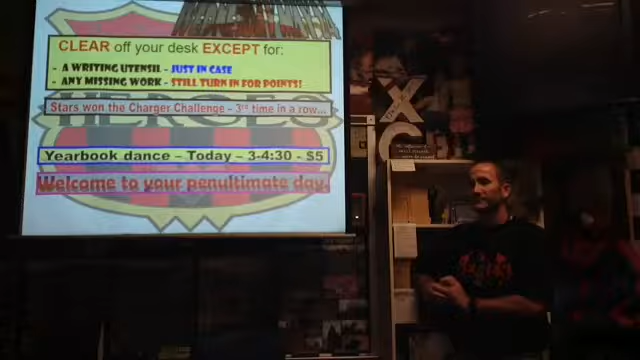 CLEAR off your desk EXCEPT for:
- A WRITING UTENSIL - JUST IN CASE
- ANY MISSING WORK - STILL TURN IN FOR POINTS!
Stars won the Charger Challenge – 3rd time in a row...
Yearbook dance – Today – 3-4:30 - $5
Welcome to your penultimate day.
X
C